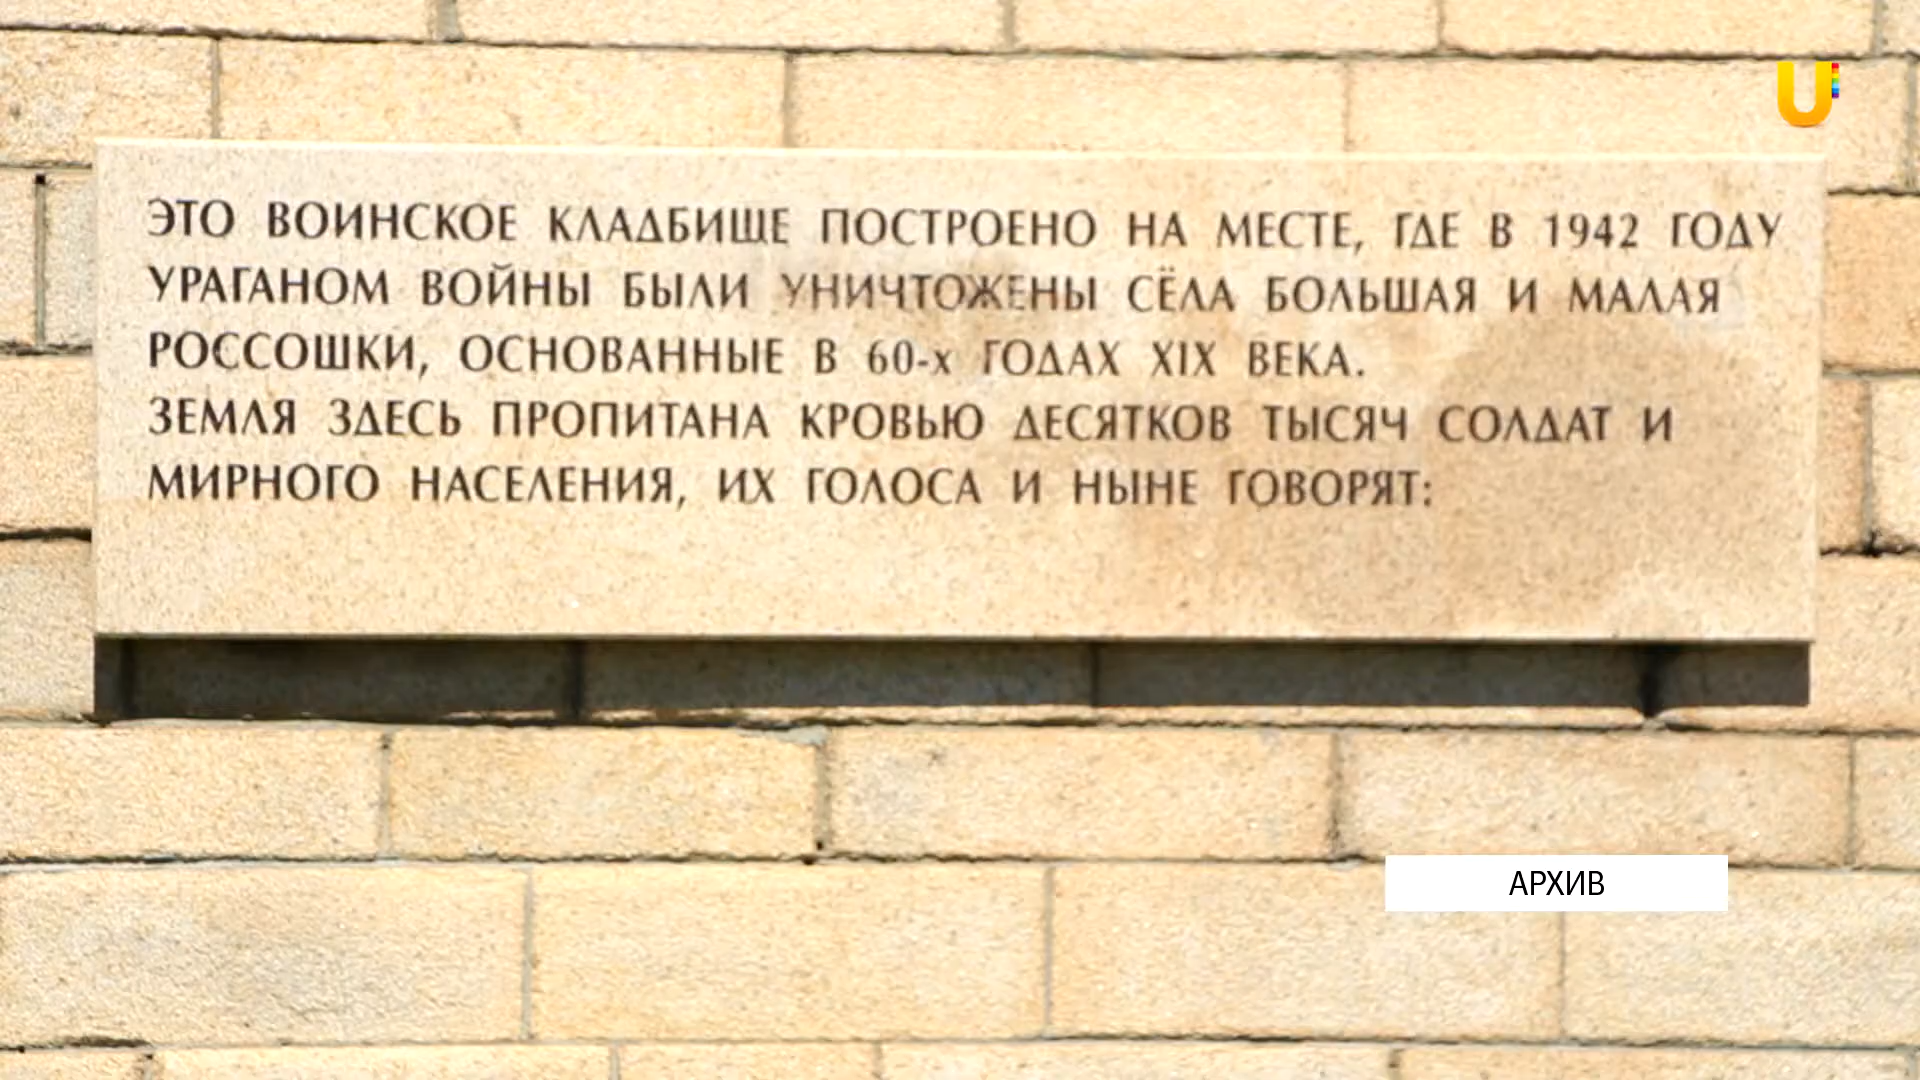 U
ЭТО ВОИНСКОЕ КЛАДБИЩЕ ПОСТРОЕНО НА МЕСТЕ, ГДЕ В 1942 ГОДУ
УРАГАНОМ ВОЙНЫ БЫЛИ УНИЧТОЖЕНЫ СЁЛА БОЛЬШАЯ И МАЛАЯ
РОССОШКИ, ОСНОВАННЫЕ В 60-х ГОДАХ XIX ВЕКА.
ЗЕМЛЯ ЗДЕСЬ ПРОПИТАНА КРОВЬЮ ДЕСЯТКОВ ТЫСЯЧ СОЛДАТ И
МИРНОГО НАСЕЛЕНИЯ, ИХ ГОЛОСА И НЫНЕ ГОВОРЯТ:
АРХИВ